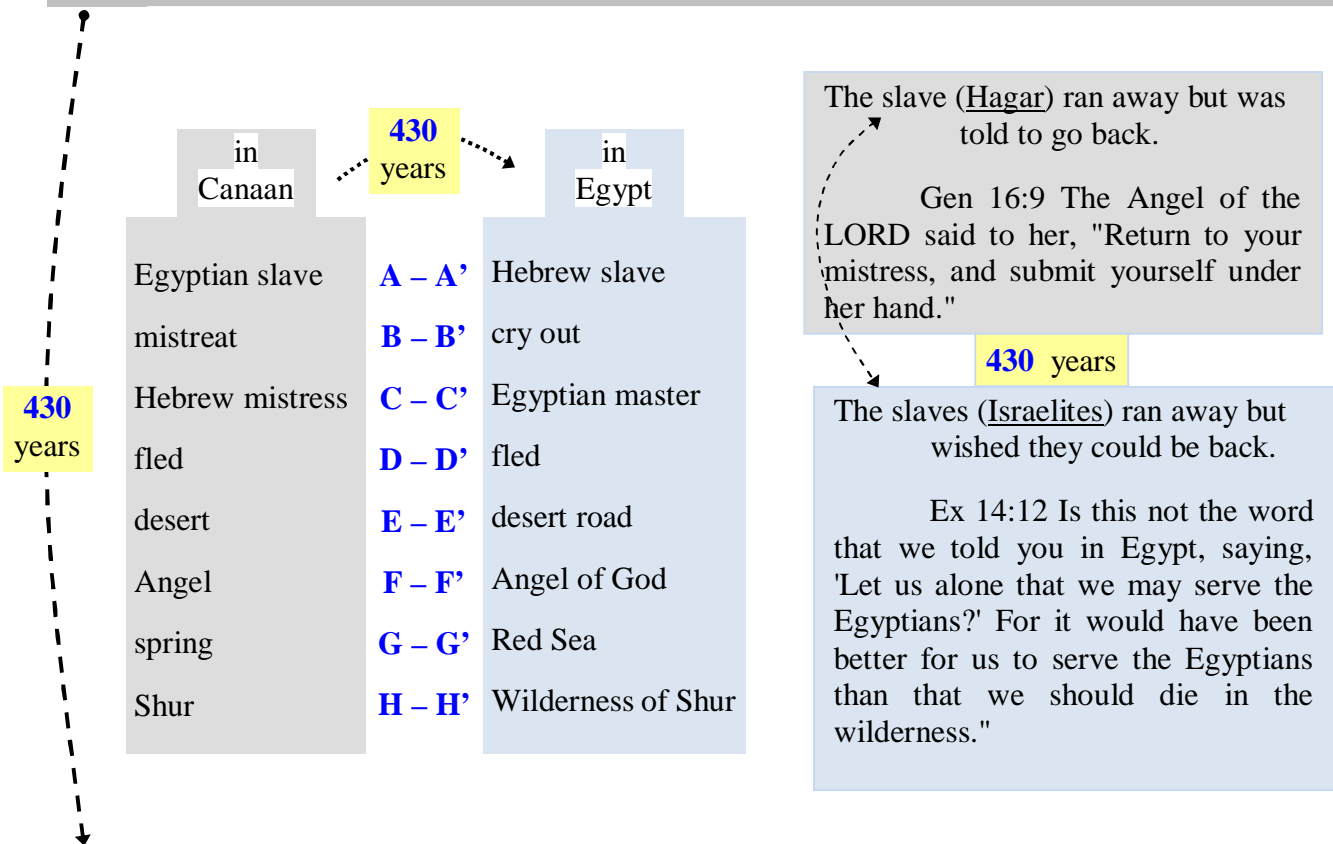 430
years
in
Canaan
430
years
in
Egypt
Egyptian slave A – A’ Hebrew slave
mistreat B – B’ cry out
Hebrew mistress C – C’ Egyptian master
fled D – D’ fled
desert E – E’ desert road
Angel F – F’ Angel of God
spring G – G’ Red Sea
Shur H – H’ Wilderness of Shur
The slave (Hagar) ran away but was
told to go back.
Gen 16:9 The Angel of the
LORD said to her, "Return to your
mistress, and submit yourself under
her hand."
430 years
The slaves (Israelites) ran away but
wished they could be back.
Ex 14:12 Is this not the word
that we told you in Egypt, saying,
'Let us alone that we may serve the
Egyptians?' For it would have been
better for us to serve the Egyptians
than that we should die in the
wilderness."